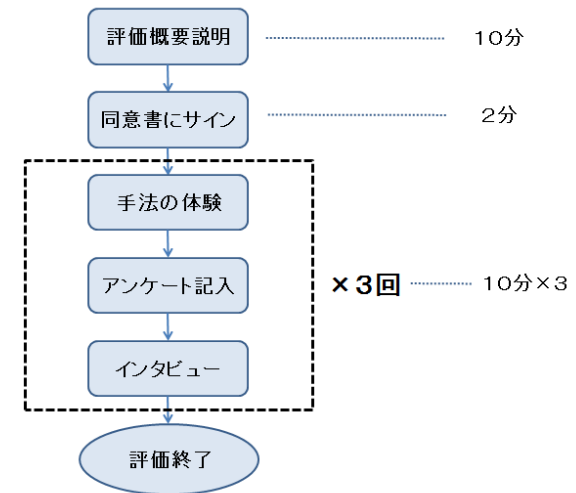 評価概要説明
10分
同意書にサイン
2分
手法の体験
アンケート記入
×3回
10分×3
インタビュー
評価終了